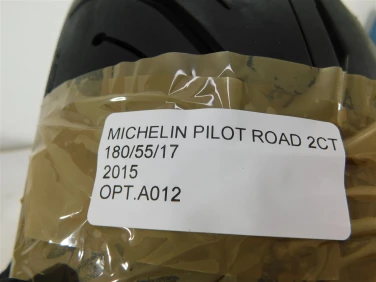 MICHELIN PILOT ROAD 2CT
180/55/17
2015
OPT.A012